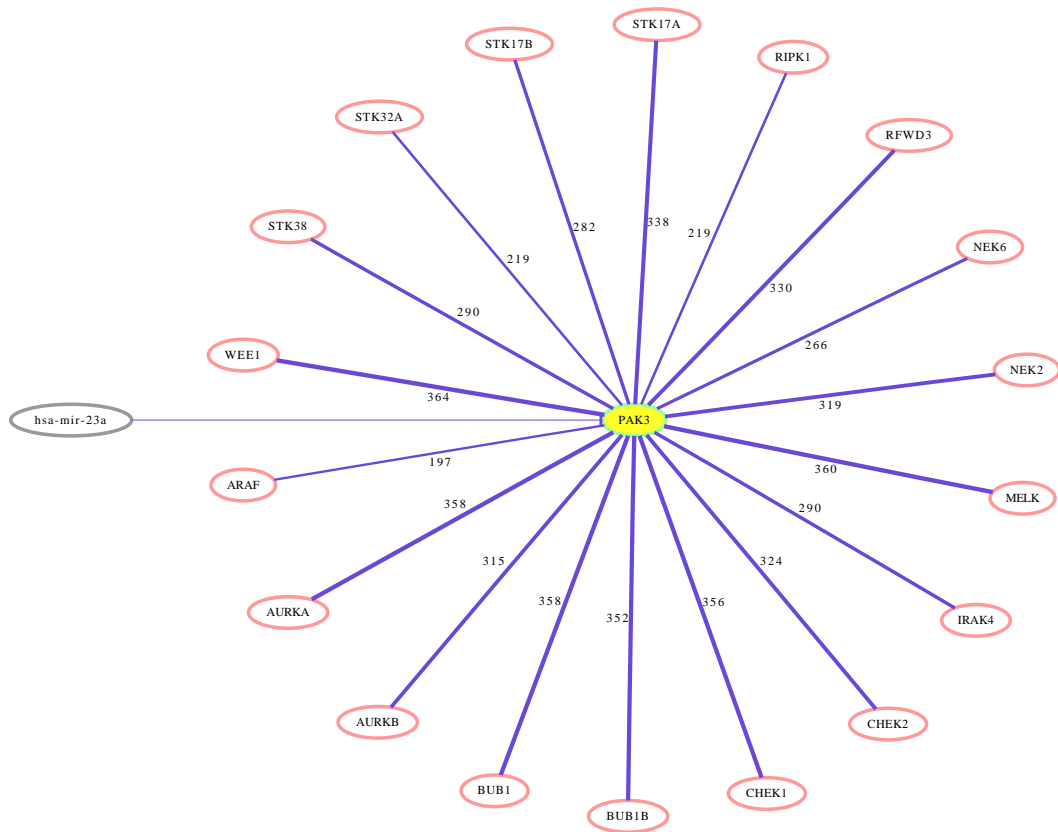 STK17A
STK17B
RIPK1
STK32A
RFWD3
STK38
338
282
219
NEK6
219
330
290
266
WEE1
NEK2
364
319
hsa-mir-23a
PAK3
197
360
ARAF
358
290
MELK
315
324
358
356
352
AURKA
IRAK4
AURKB
CHEK2
BUB1
CHEK1
BUB1B